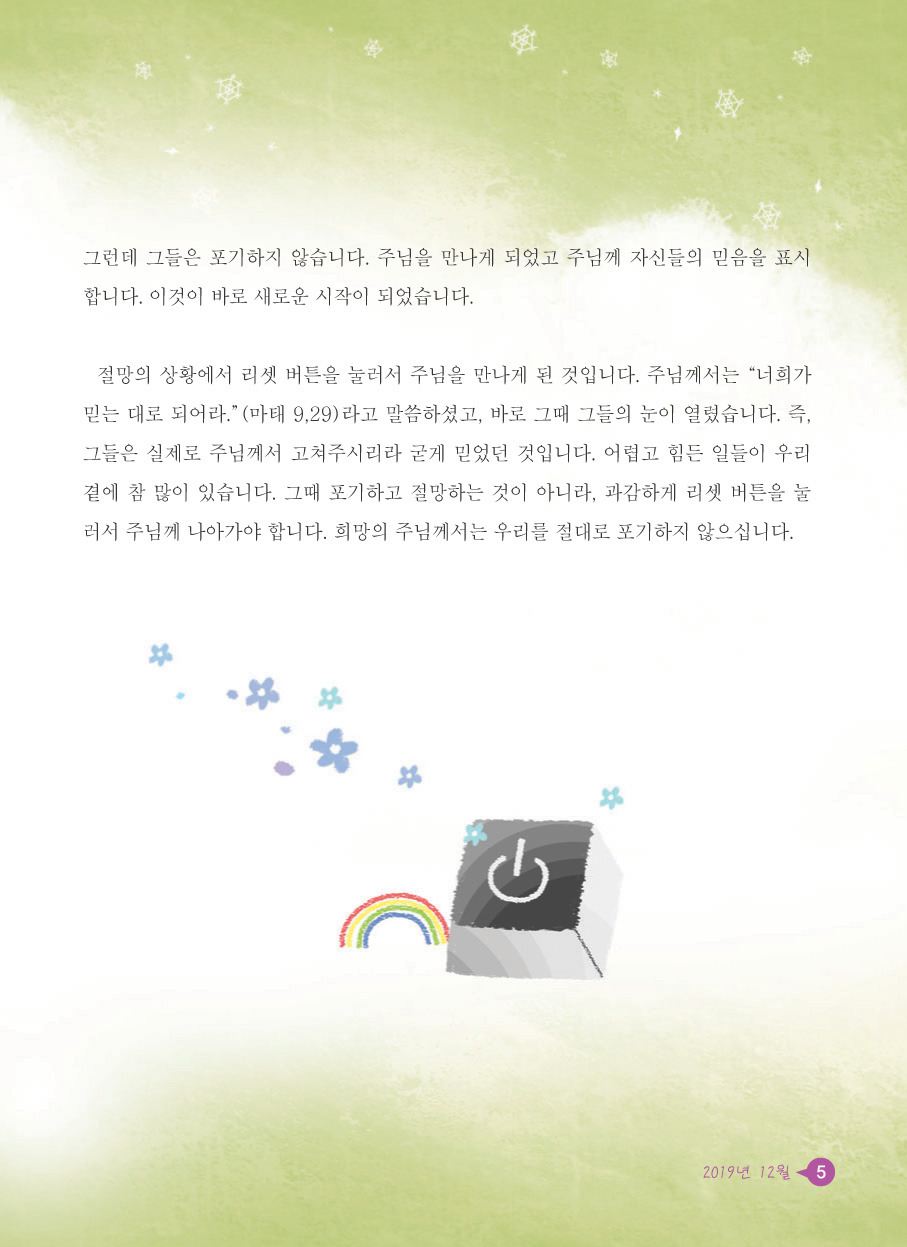 그런데 그들은 포기하지 않습니다. 주님을 만나게 되었고 주님께 자신들의 믿음을 표시
합니다. 이것이 바로 새로운 시작이 되었습니다.
절망의 상황에서 리셋 버튼을 눌러서 주님을 만나게 된 것입니다. 주님께서는 “너희가
믿는 대로 되어라.”(마태 9,29)라고 말씀하셨고, 바로 그때 그들의 눈이 열렸습니다. 즉,
그들은 실제로 주님께서 고쳐주시리라 굳게 믿었던 것입니다. 어렵고 힘든 일들이 우리
곁에 참 많이 있습니다. 그때 포기하고 절망하는 것이 아니라, 과감하게 리셋 버튼을 눌
러서 주님께 나아가야 합니다. 희망의 주님께서는 우리를 절대로 포기하지 않으십니다.
2019년 12월 5